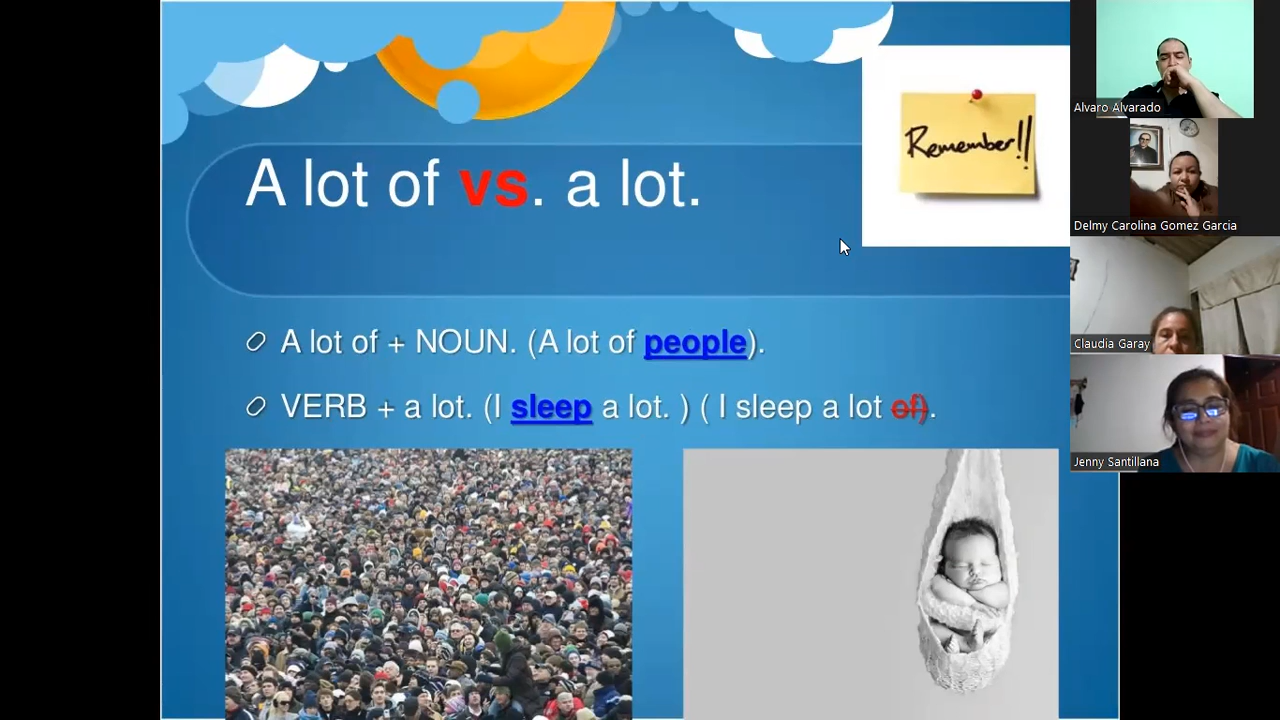 A lot of vs. a lot.
Remember!!
A lot of + NOUN. (A lot of people).
VERB + a lot. (I sleep a lot. ) ( I sleep a lot of).
Alvaro Alvarado
Delmy Carolina Gomez Garcia
Claudia Garay
Jenny Santillana